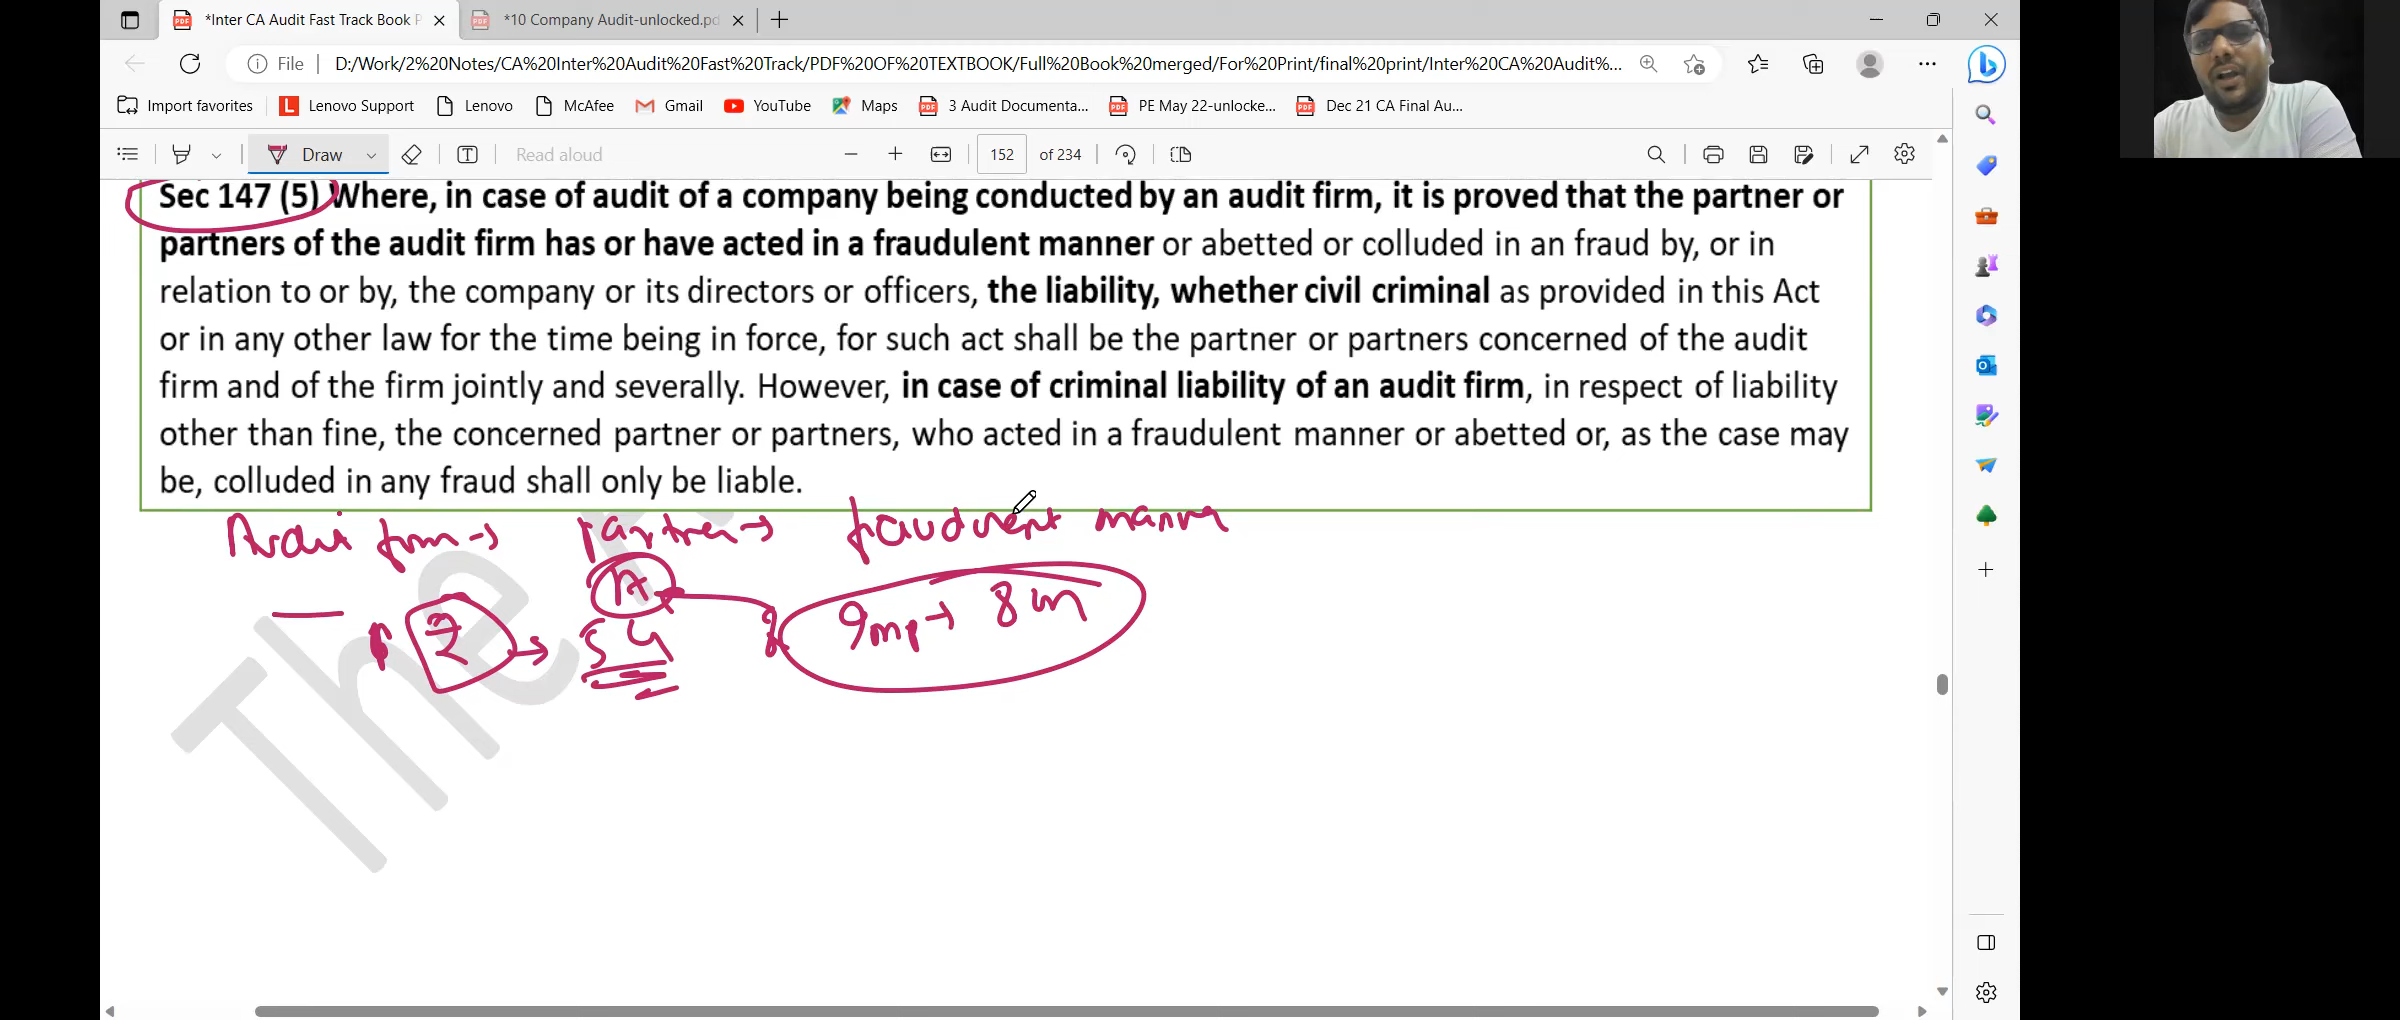 *Inter CA Audit Fast Track Book P
*10 Company Audit-unlocked.pd
File D:/Work/2%20Notes/CA%20Inter%20Audit%20Fast%20Track/PDF%20OF%20TEXTBOOK/Full%20Book%20merged/For%20Print/final%20print/Inter%20CA%20Audit%...
Import favorites Lenovo Support Lenovo McAfee Gmail YouTube Maps 3 Audit Documenta... PE May 22-unlocke... Dec 21 CA Final Au...
Draw Read aloud 152 of 234
Sec 147 (5) Where, in case of audit of a company being conducted by an audit firm, it is proved that the partner or
partners of the audit firm has or have acted in a fraudulent manner or abetted or colluded in an fraud by, or in
relation to or by, the company or its directors or officers, the liability, whether civil criminal as provided in this Act
or in any other law for the time being in force, for such act shall be the partner or partners concerned of the audit
firm and of the firm jointly and severally. However, in case of criminal liability of an audit firm, in respect of liability
other than fine, the concerned partner or partners, who acted in a fraudulent manner or abetted or, as the case may
be, colluded in any fraud shall only be liable.
Audit firm → partner →
A
The